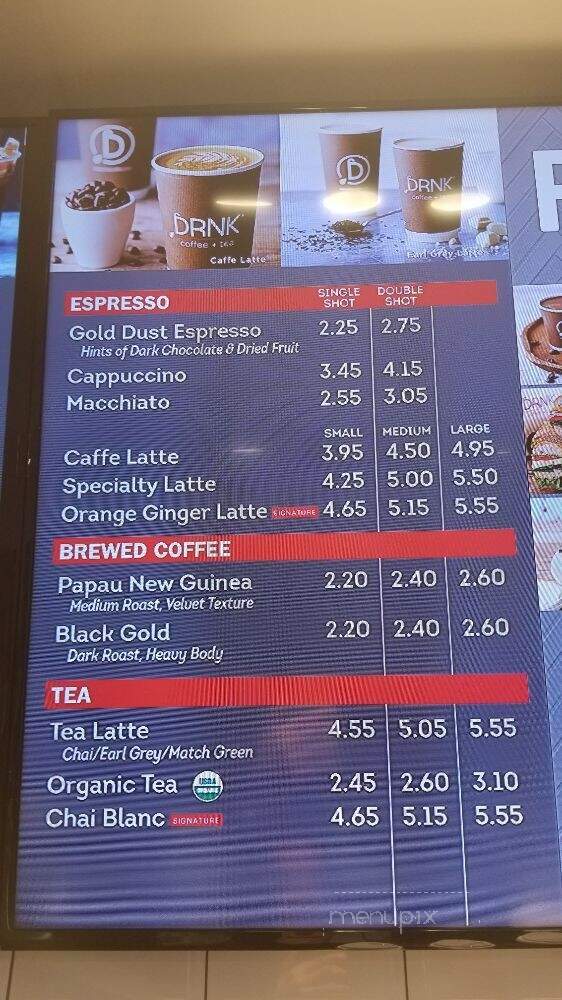 DRNK
coffee + tea
Caffe Latte
DRNK
Earl Grey Latte
ESPRESSO SINGLE SHOT DOUBLE SHOT
Gold Dust Espresso 2.25 2.75
Hints of Dark Chocolate & Dried Fruit
Cappuccino 3.45 4.15
Macchiato 2.55 3.05
SMALL MEDIUM LARGE
Caffe Latte 3.95 4.50 4.95
Specialty Latte 4.25 5.00 5.50
Orange Ginger Latte SIGNATURE 4.65 5.15 5.55
BREWED COFFEE
Papau New Guinea 2.20 2.40 2.60
Medium Roast, Velvet Texture
Black Gold 2.20 2.40 2.60
Dark Roast, Heavy Body
TEA
Tea Latte 4.55 5.05 5.55
Chai/Earl Grey/Match Green
Organic Tea USDA ORGANIC 2.45 2.60 3.10
Chai Blanc SIGNATURE 4.65 5.15 5.55
menupix